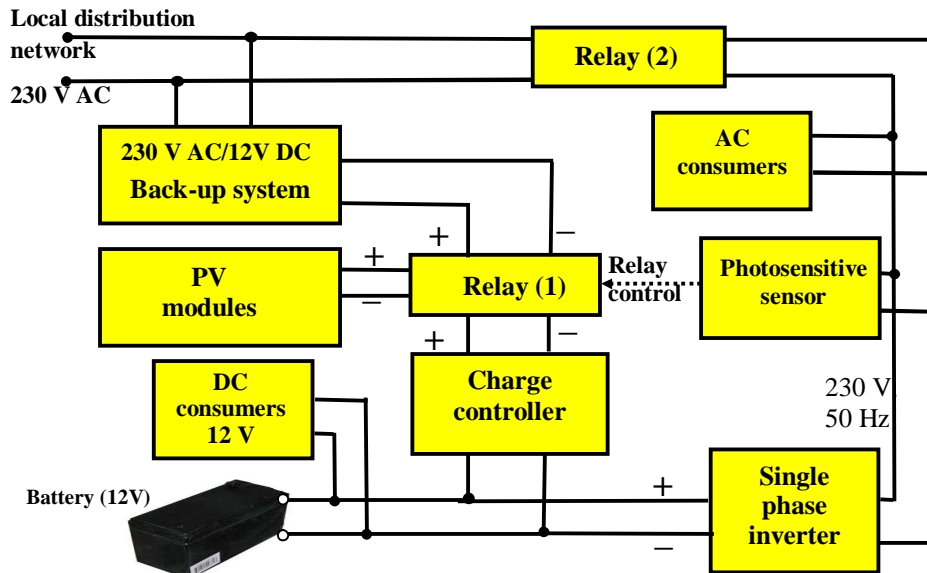 Local distribution
network
230 V AC
Relay (2)
230 V AC/12V DC
Back-up system
AC
consumers
+
−
PV
modules
+
−
Relay (1)
Relay
control
Photosensitive
sensor
+
−
DC
consumers
12 V
Charge
controller
230 V
50 Hz
Battery (12V)
+
−
Single
phase
inverter